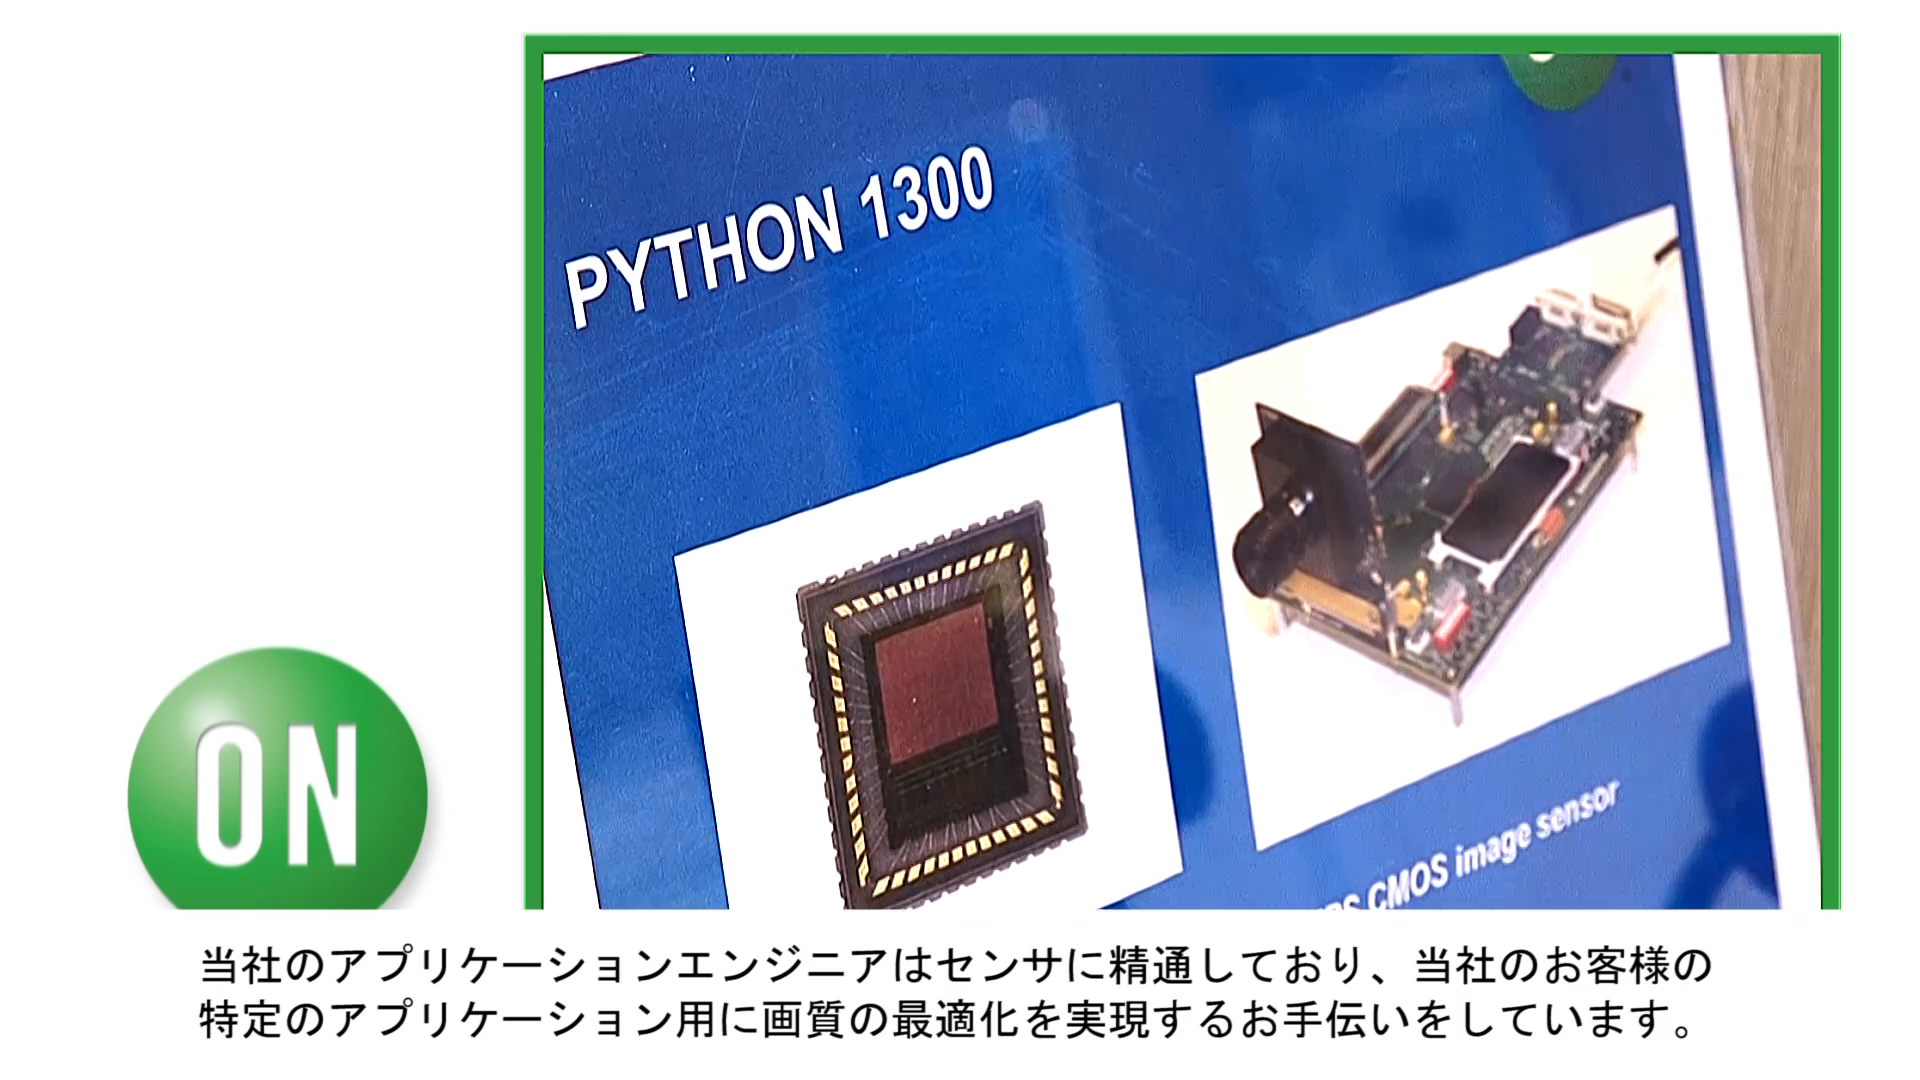 PYTHON 1300
CMOS image sensor
ON
当社のアプリケーションエンジニアはセンサに精通しており、当社のお客様の
特定のアプリケーション用に画質の最適化を実現するお手伝いをしています。